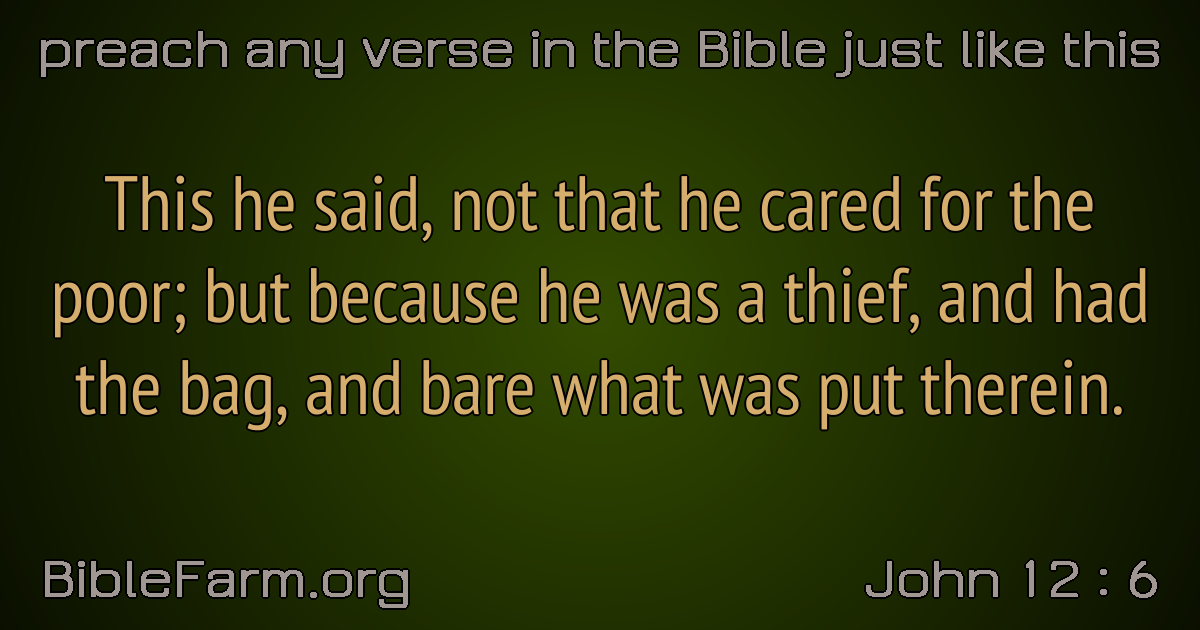 preach any verse in the Bible just like this
This he said, not that he cared for the
poor; but because he was a thief, and had
the bag, and bare what was put therein.
BibleFarm.org
John 12 : 6